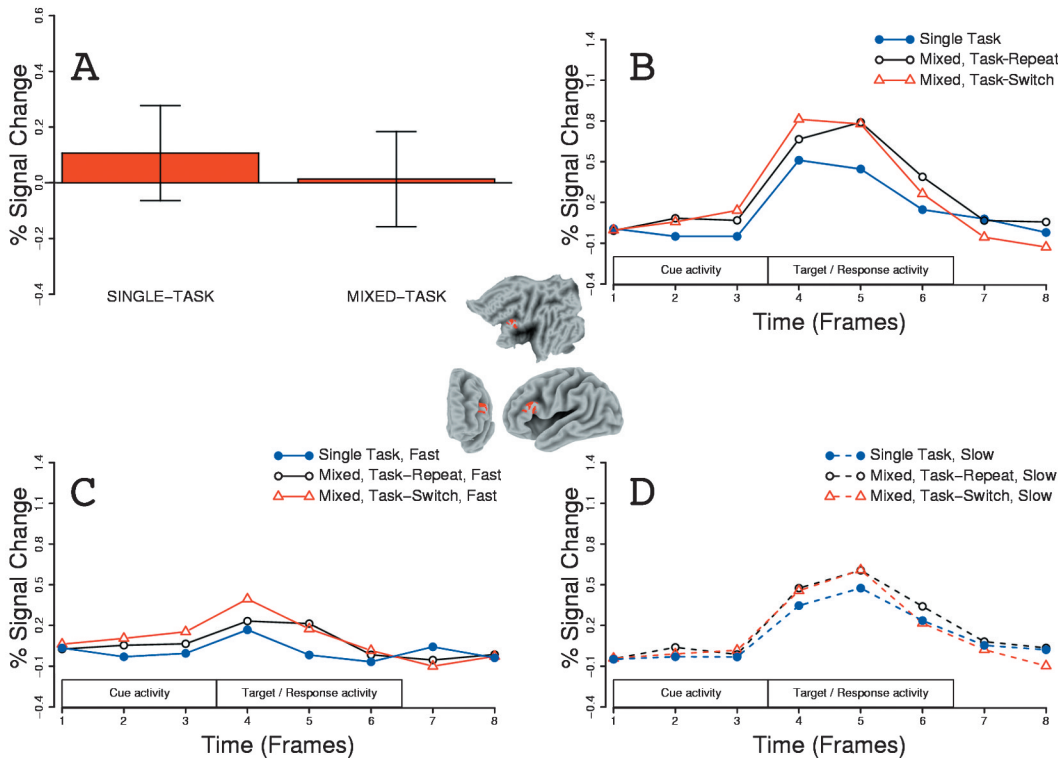 A
% Signal Change
0.6
0.4
0.2
0.0
−0.2
−0.4
SINGLE−TASK
MIXED−TASK
B
Single Task
Mixed, Task-Repeat
Mixed, Task-Switch
% Signal Change
1.4
1.1
0.8
0.5
0.2
−0.1
−0.4
Cue activity
Target / Response activity
1 2 3 4 5 6 7 8
Time (Frames)
C
Single Task, Fast
Mixed, Task−Repeat, Fast
Mixed, Task−Switch, Fast
% Signal Change
1.4
1.1
0.8
0.5
0.2
−0.1
−0.4
Cue activity
Target / Response activity
1 2 3 4 5 6 7 8
Time (Frames)
D
Single Task, Slow
Mixed, Task−Repeat, Slow
Mixed, Task−Switch, Slow
% Signal Change
1.4
1.1
0.8
0.5
0.2
−0.1
−0.4
Cue activity
Target / Response activity
1 2 3 4 5 6 7 8
Time (Frames)